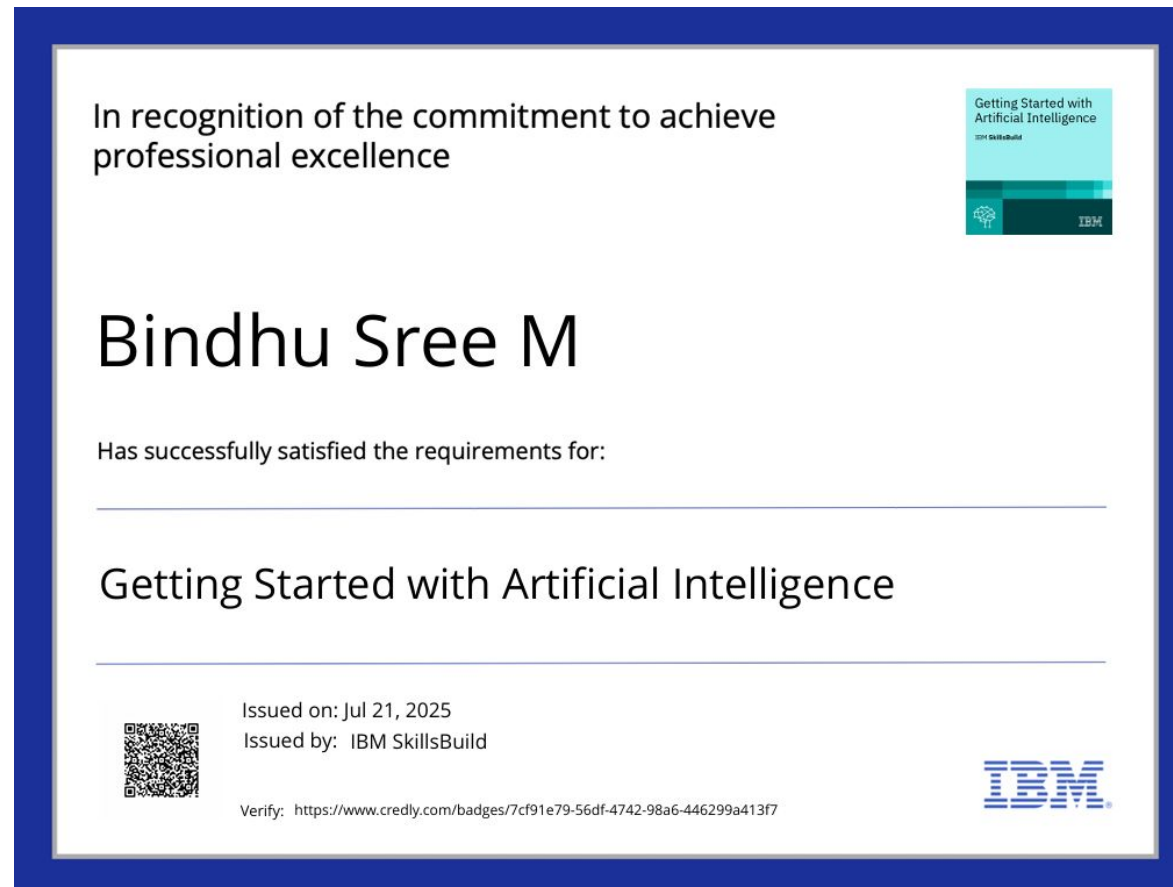 In recognition of the commitment to achieve
professional excellence
Getting Started with
Artificial Intelligence
IBM SkillsBuild
IBM
Bindhu Sree M
Has successfully satisfied the requirements for:
Getting Started with Artificial Intelligence
Issued on: Jul 21, 2025
Issued by: IBM SkillsBuild
Verify: https://www.credly.com/badges/7cf91e79-56df-4742-98a6-446299a413f7
IBM.